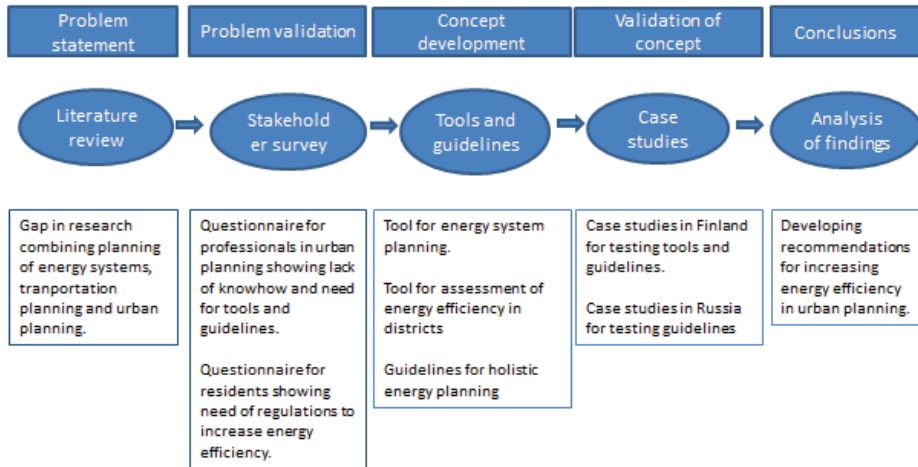 Problem
statement
Problem validation
Concept
development
Validation of
concept
Conclusions
Literature
review
Stakehold
er survey
Tools and
guidelines
Case
studies
Analysis
of findings
Gap in research
combining planning
of energy systems,
tranportation
planning and urban
planning.
Questionnaire for
professionals in urban
planning showing lack
of knowhow and need
for tools and
guidelines.
Questionnaire for
residents showing
need of regulations to
increase energy
efficiency.
Tool for energy system
planning.
Tool for assessment of
energy efficiency in
districts
Guidelines for holistic
energy planning
Case studies in Finland
for testing tools and
guidelines.
Case studies in Russia
for testing guidelines
Developing
recommendations
for increasing
energy efficiency
in urban planning.